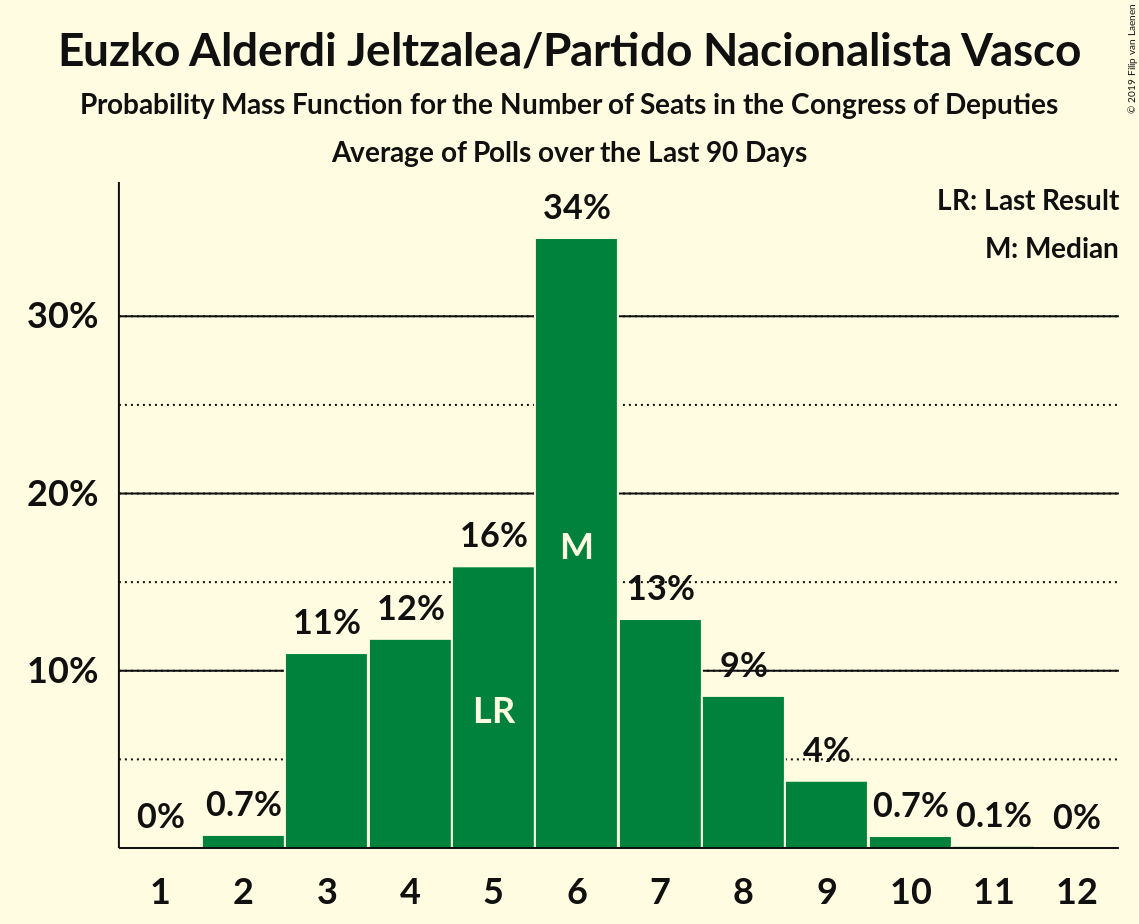 Euzko Alderdi Jeltzalea/Partido Nacionalista Vasco
Probability Mass Function for the Number of Seats in the Congress of Deputies
Average of Polls over the Last 90 Days
© 2019 Filip van Laenen
LR: Last Result
M: Median
34%
30%
20%
16%
M
13%
12%
11%
10%
9%
LR
4%
0%
0.7%
0.7%
0.1%
0%
1 2 3 4 5 6 7 8 9 10 11 12